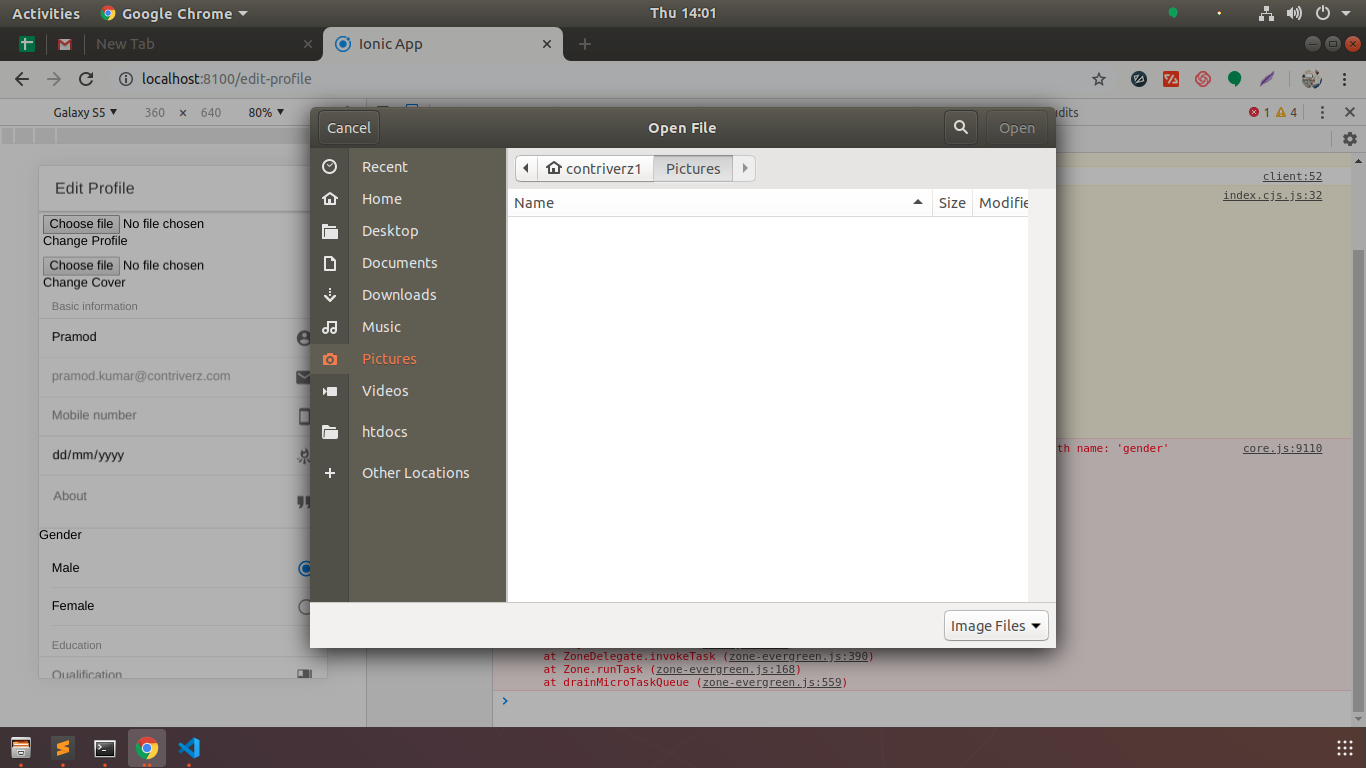 Activities Google Chrome Thu 14:01
New Tab Ionic App
localhost:8100/edit-profile
Galaxy S5 360 × 640 80% 1 4
Cancel Open File Open
Recent
Home
Desktop
Documents
Downloads
Music
Pictures
Videos
htdocs
Other Locations
contriverz1 Pictures
Name Size Modifie
Image Files
Edit Profile
Choose file No file chosen
Change Profile
Choose file No file chosen
Change Cover
Basic information
Pramod
pramod.kumar@contriverz.com
Mobile number
dd/mm/yyyy
About
Gender
Male
Female
Education
Qualification
client:52
index.cjs.js:32
th name: 'gender' core.js:9110
at ZoneDelegate.invokeTask (zone-evergreen.js:390)
at Zone.runTask (zone-evergreen.js:168)
at drainMicroTaskQueue (zone-evergreen.js:559)